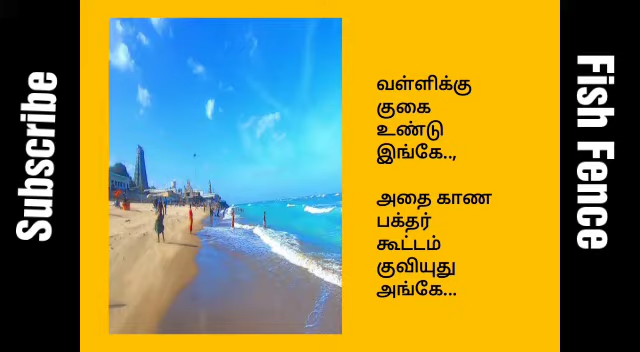 Subscribe
வள்ளிக்கு
குகை
உண்டு
இங்கே..,
அதை காண
பக்தர்
கூட்டம்
குவியுது
அங்கே...
Fish Fence